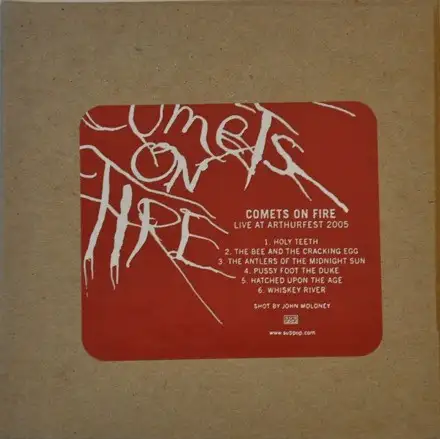 COMETS
ON
FIRE
COMETS ON FIRE
LIVE AT ARTHURFEST 2005
1. HOLY TEETH
2. THE BEE AND THE CRACKING EGG
3. THE ANTLERS OF THE MIDNIGHT SUN
4. PUSSY FOOT THE DUKE
5. HATCHED UPON THE AGE
6. WHISKEY RIVER
SHOT BY JOHN MOLONEY
SUB
POP
www.subpop.com